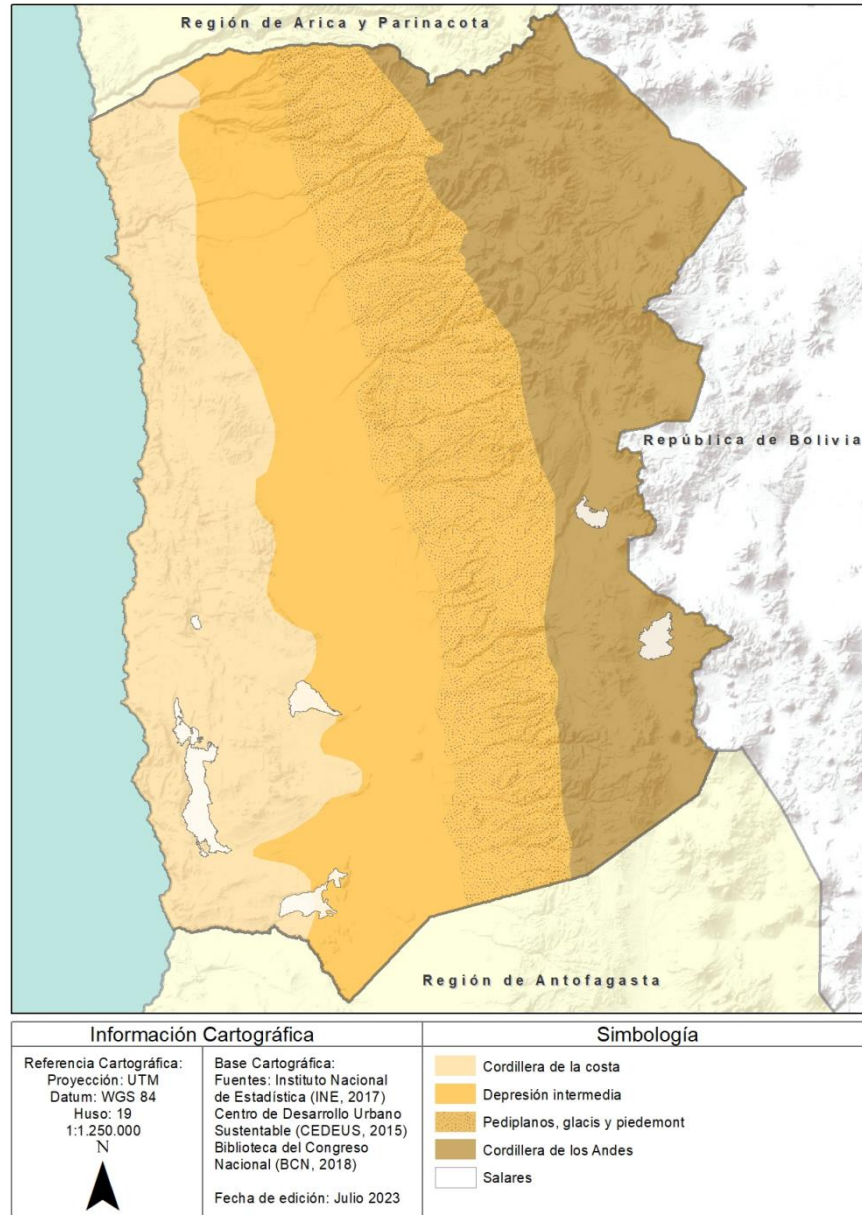 Región de Arica y Parinacota
República de Bolivia
Región de Antofagasta
Información Cartográfica
Referencia Cartográfica:
Proyección: UTM
Datum: WGS 84
Huso: 19
1:1.250.000
N
Base Cartográfica:
Fuentes: Instituto Nacional
de Estadística (INE, 2017)
Centro de Desarrollo Urbano
Sustentable (CEDEUS, 2015)
Biblioteca del Congreso
Nacional (BCN, 2018)
Fecha de edición: Julio 2023
Simbología
Cordillera de la costa
Depresión intermedia
Pediplanos, glacis y piedemont
Cordillera de los Andes
Salares